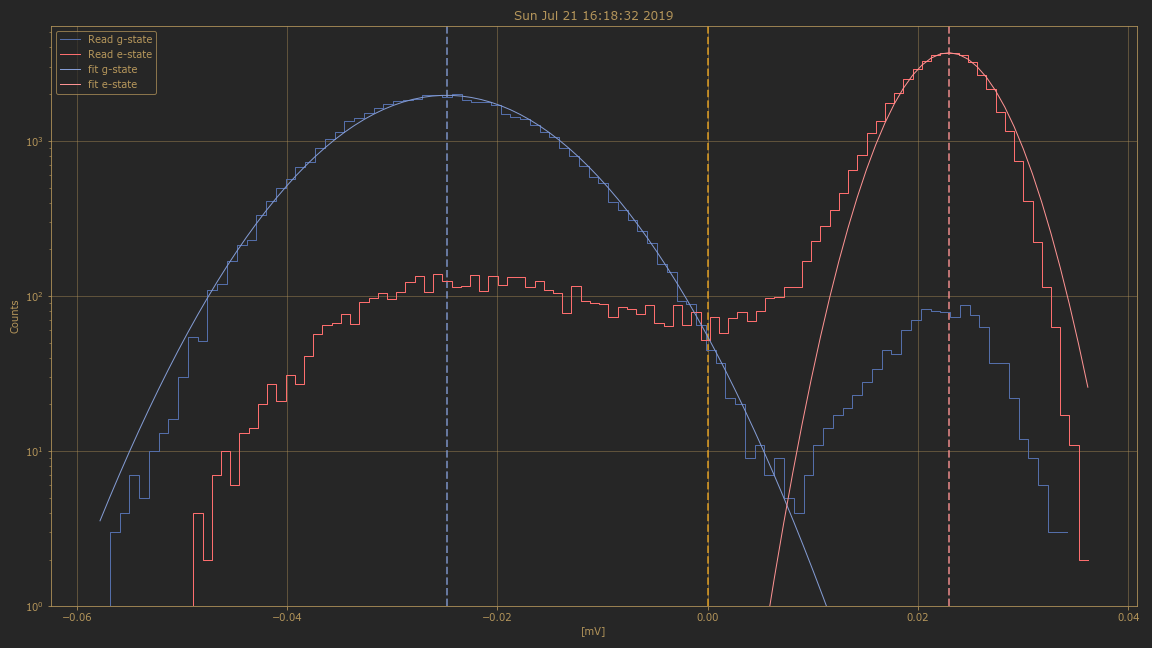 Sun Jul 21 16:18:32 2019
Read g-state
Read e-state
fit g-state
fit e-state
10³
10²
10¹
10⁰
Counts
−0.06
−0.04
−0.02
0.00
0.02
0.04
[mV]